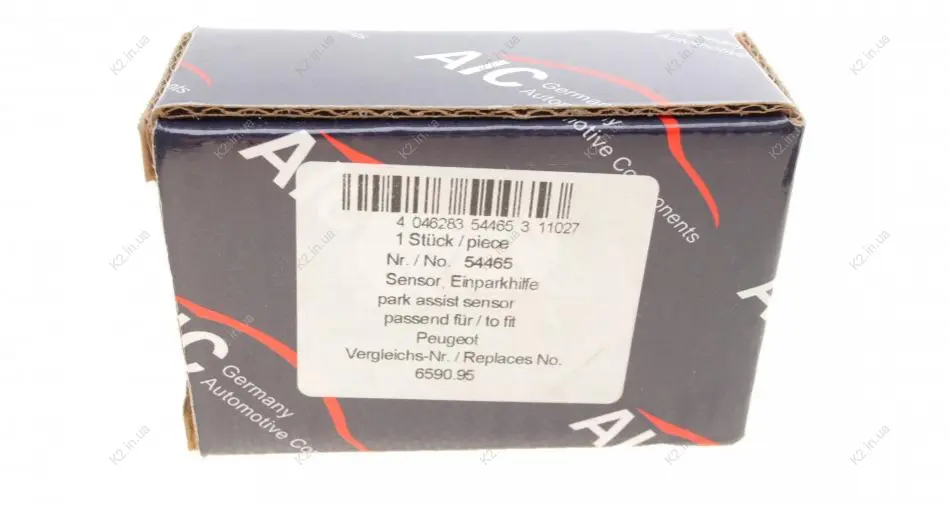 AIC
Germany
Automotive Components
4 046283 54465 3 11027
1 Stück / piece
Nr. / No. 54465
Sensor, Einparkhilfe
park assist sensor
passend für / to fit
Peugeot
Vergleichs-Nr. / Replaces No.
6590.95
AIC
Germany
Automotive Co
AIC
K2.in.ua